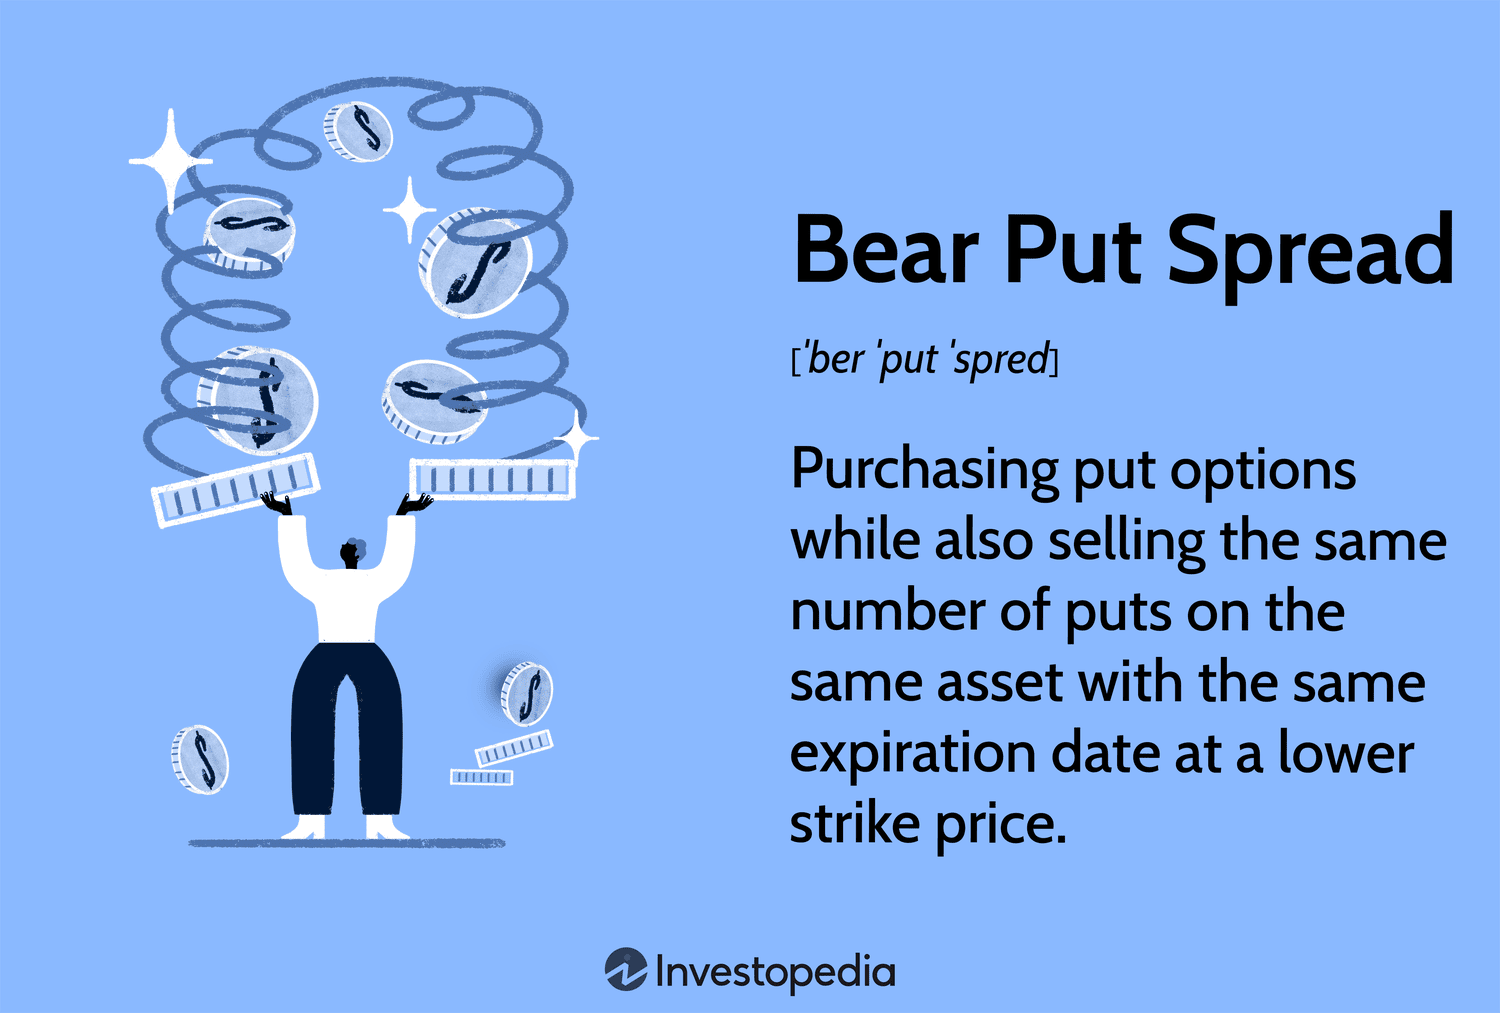 Bear Put Spread
[ˈber ˈput ˈspred]
Purchasing put options
while also selling the same
number of puts on the
same asset with the same
expiration date at a lower
strike price.
Investopedia